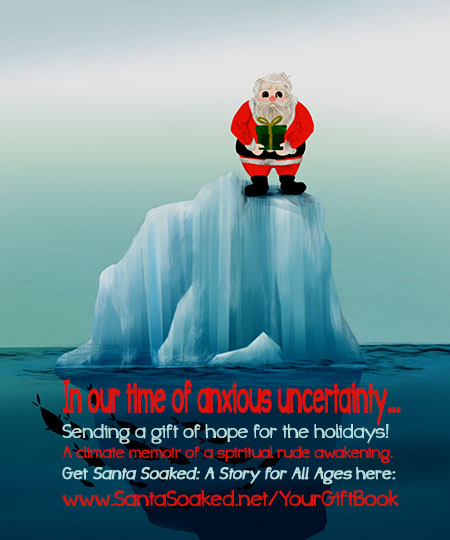 In our time of anxious uncertainty...
Sending a gift of hope for the holidays!
A climate memoir of a spiritual rude awakening.
Get Santa Soaked: A Story for All Ages here:
www.SantaSoaked.net/YourGiftBook